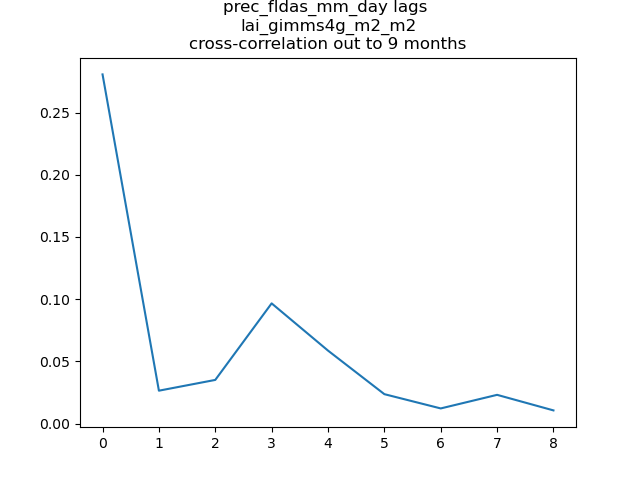 prec_fldas_mm_day lags
lai_gimms4g_m2_m2
cross-correlation out to 9 months
0.25
0.20
0.15
0.10
0.05
0.00
0 1 2 3 4 5 6 7 8